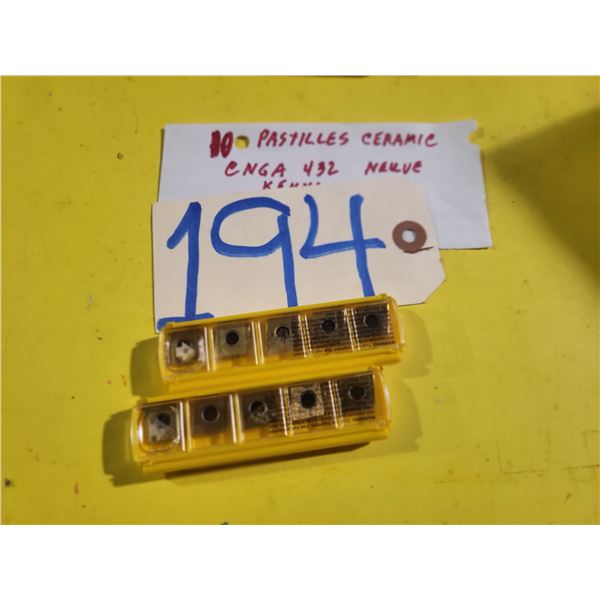 10 PASTILLES CERAMIC
CNGA 432 NEUVE
194